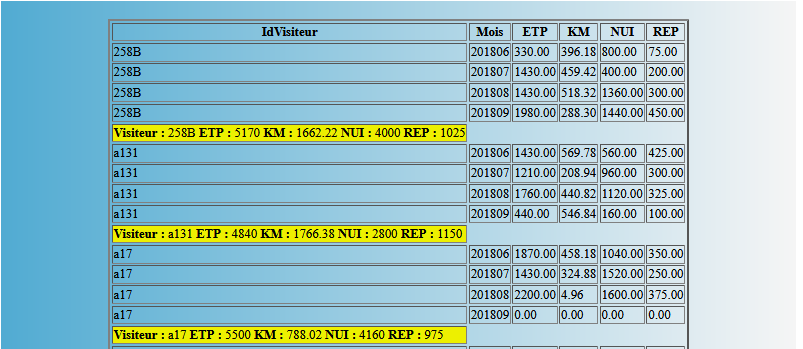 IdVisiteur Mois ETP KM NUI REP
258B 201806 330.00 396.18 800.00 75.00
258B 201807 1430.00 459.42 400.00 200.00
258B 201808 1430.00 518.32 1360.00 300.00
258B 201809 1980.00 288.30 1440.00 450.00
Visiteur : 258B ETP : 5170 KM : 1662.22 NUI : 4000 REP : 1025
a131 201806 1430.00 569.78 560.00 425.00
a131 201807 1210.00 208.94 960.00 300.00
a131 201808 1760.00 440.82 1120.00 325.00
a131 201809 440.00 546.84 160.00 100.00
Visiteur : a131 ETP : 4840 KM : 1766.38 NUI : 2800 REP : 1150
a17 201806 1870.00 458.18 1040.00 350.00
a17 201807 1430.00 324.88 1520.00 250.00
a17 201808 2200.00 4.96 1600.00 375.00
a17 201809 0.00 0.00 0.00 0.00
Visiteur : a17 ETP : 5500 KM : 788.02 NUI : 4160 REP : 975